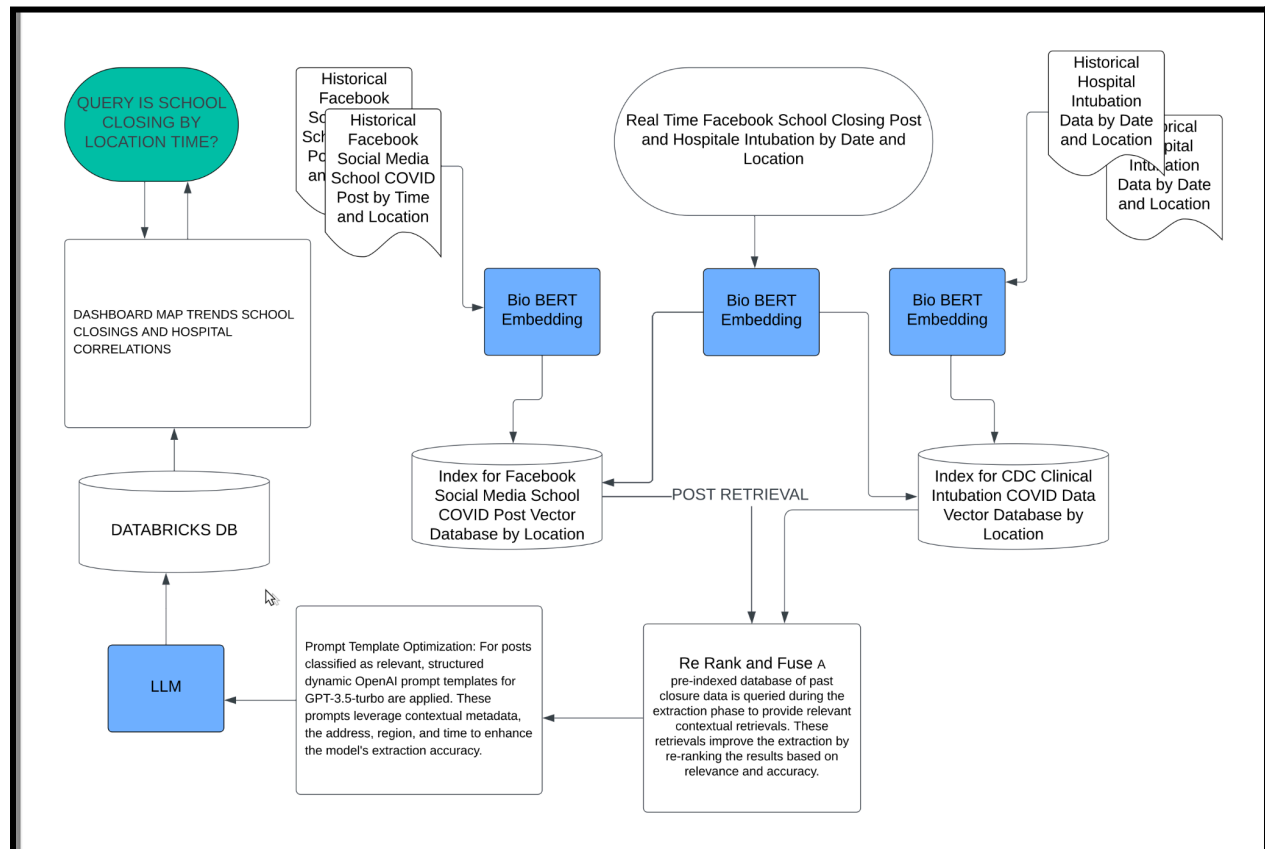 QUERY IS SCHOOL
CLOSING BY
LOCATION TIME?
Historical
Facebook
Historical
Facebook
Social Media
School COVID
Post by Time
and Location
Real Time Facebook School Closing Post
and Hospitale Intubation by Date and
Location
Historical
Hospital
Intubation
Data by Date
and Location
Data by Date
and Location
DASHBOARD MAP TRENDS SCHOOL
CLOSINGS AND HOSPITAL
CORRELATIONS
Bio BERT
Embedding
Bio BERT
Embedding
Bio BERT
Embedding
Index for Facebook
Social Media School
COVID Post Vector
Database by Location
POST RETRIEVAL
Index for CDC Clinical
Intubation COVID Data
Vector Database by
Location
DATABRICKS DB
LLM
Prompt Template Optimization: For posts
classified as relevant, structured
dynamic OpenAI prompt templates for
GPT-3.5-turbo are applied. These
prompts leverage contextual metadata,
the address, region, and time to enhance
the model's extraction accuracy.
Re Rank and Fuse A
pre-indexed database of past
closure data is queried during the
extraction phase to provide relevant
contextual retrievals. These
retrievals improve the extraction by
re-ranking the results based on
relevance and accuracy.